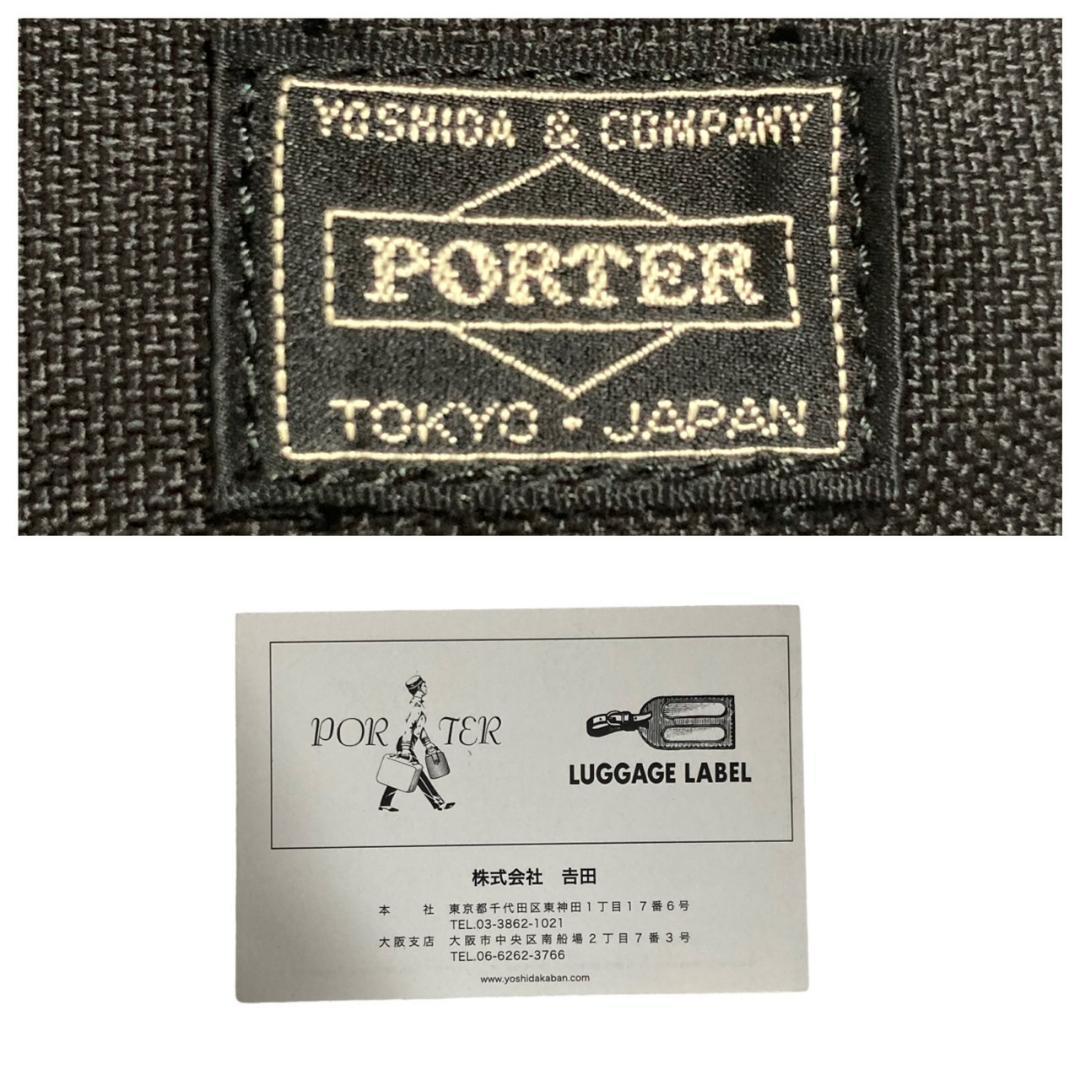 YOSHIDA & COMPANY
PORTER
TOKYO・JAPAN
PORTER
LUGGAGE LABEL
株式会社　𠮷田
本　　社　東京都千代田区東神田1丁目17番6号
TEL.03-3862-1021
大阪支店　大阪市中央区南船場2丁目7番3号
TEL.06-6262-3766
www.yoshidakaban.com